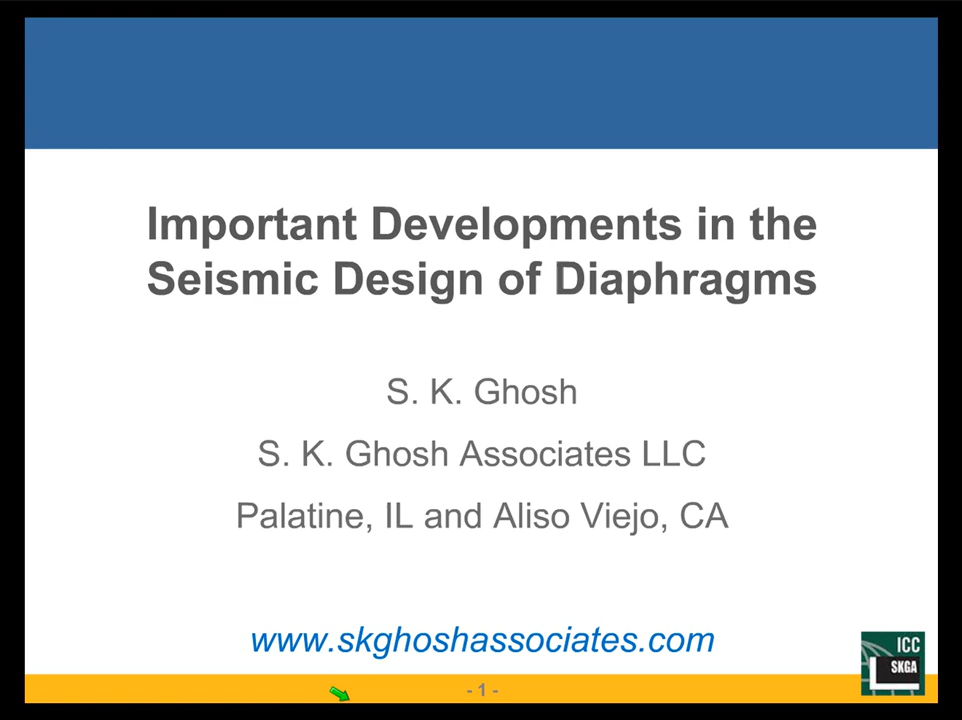 Important Developments in the
Seismic Design of Diaphragms
S. K. Ghosh
S. K. Ghosh Associates LLC
Palatine, IL and Aliso Viejo, CA
www.skghoshassociates.com
ICC
SKGA
- 1 -